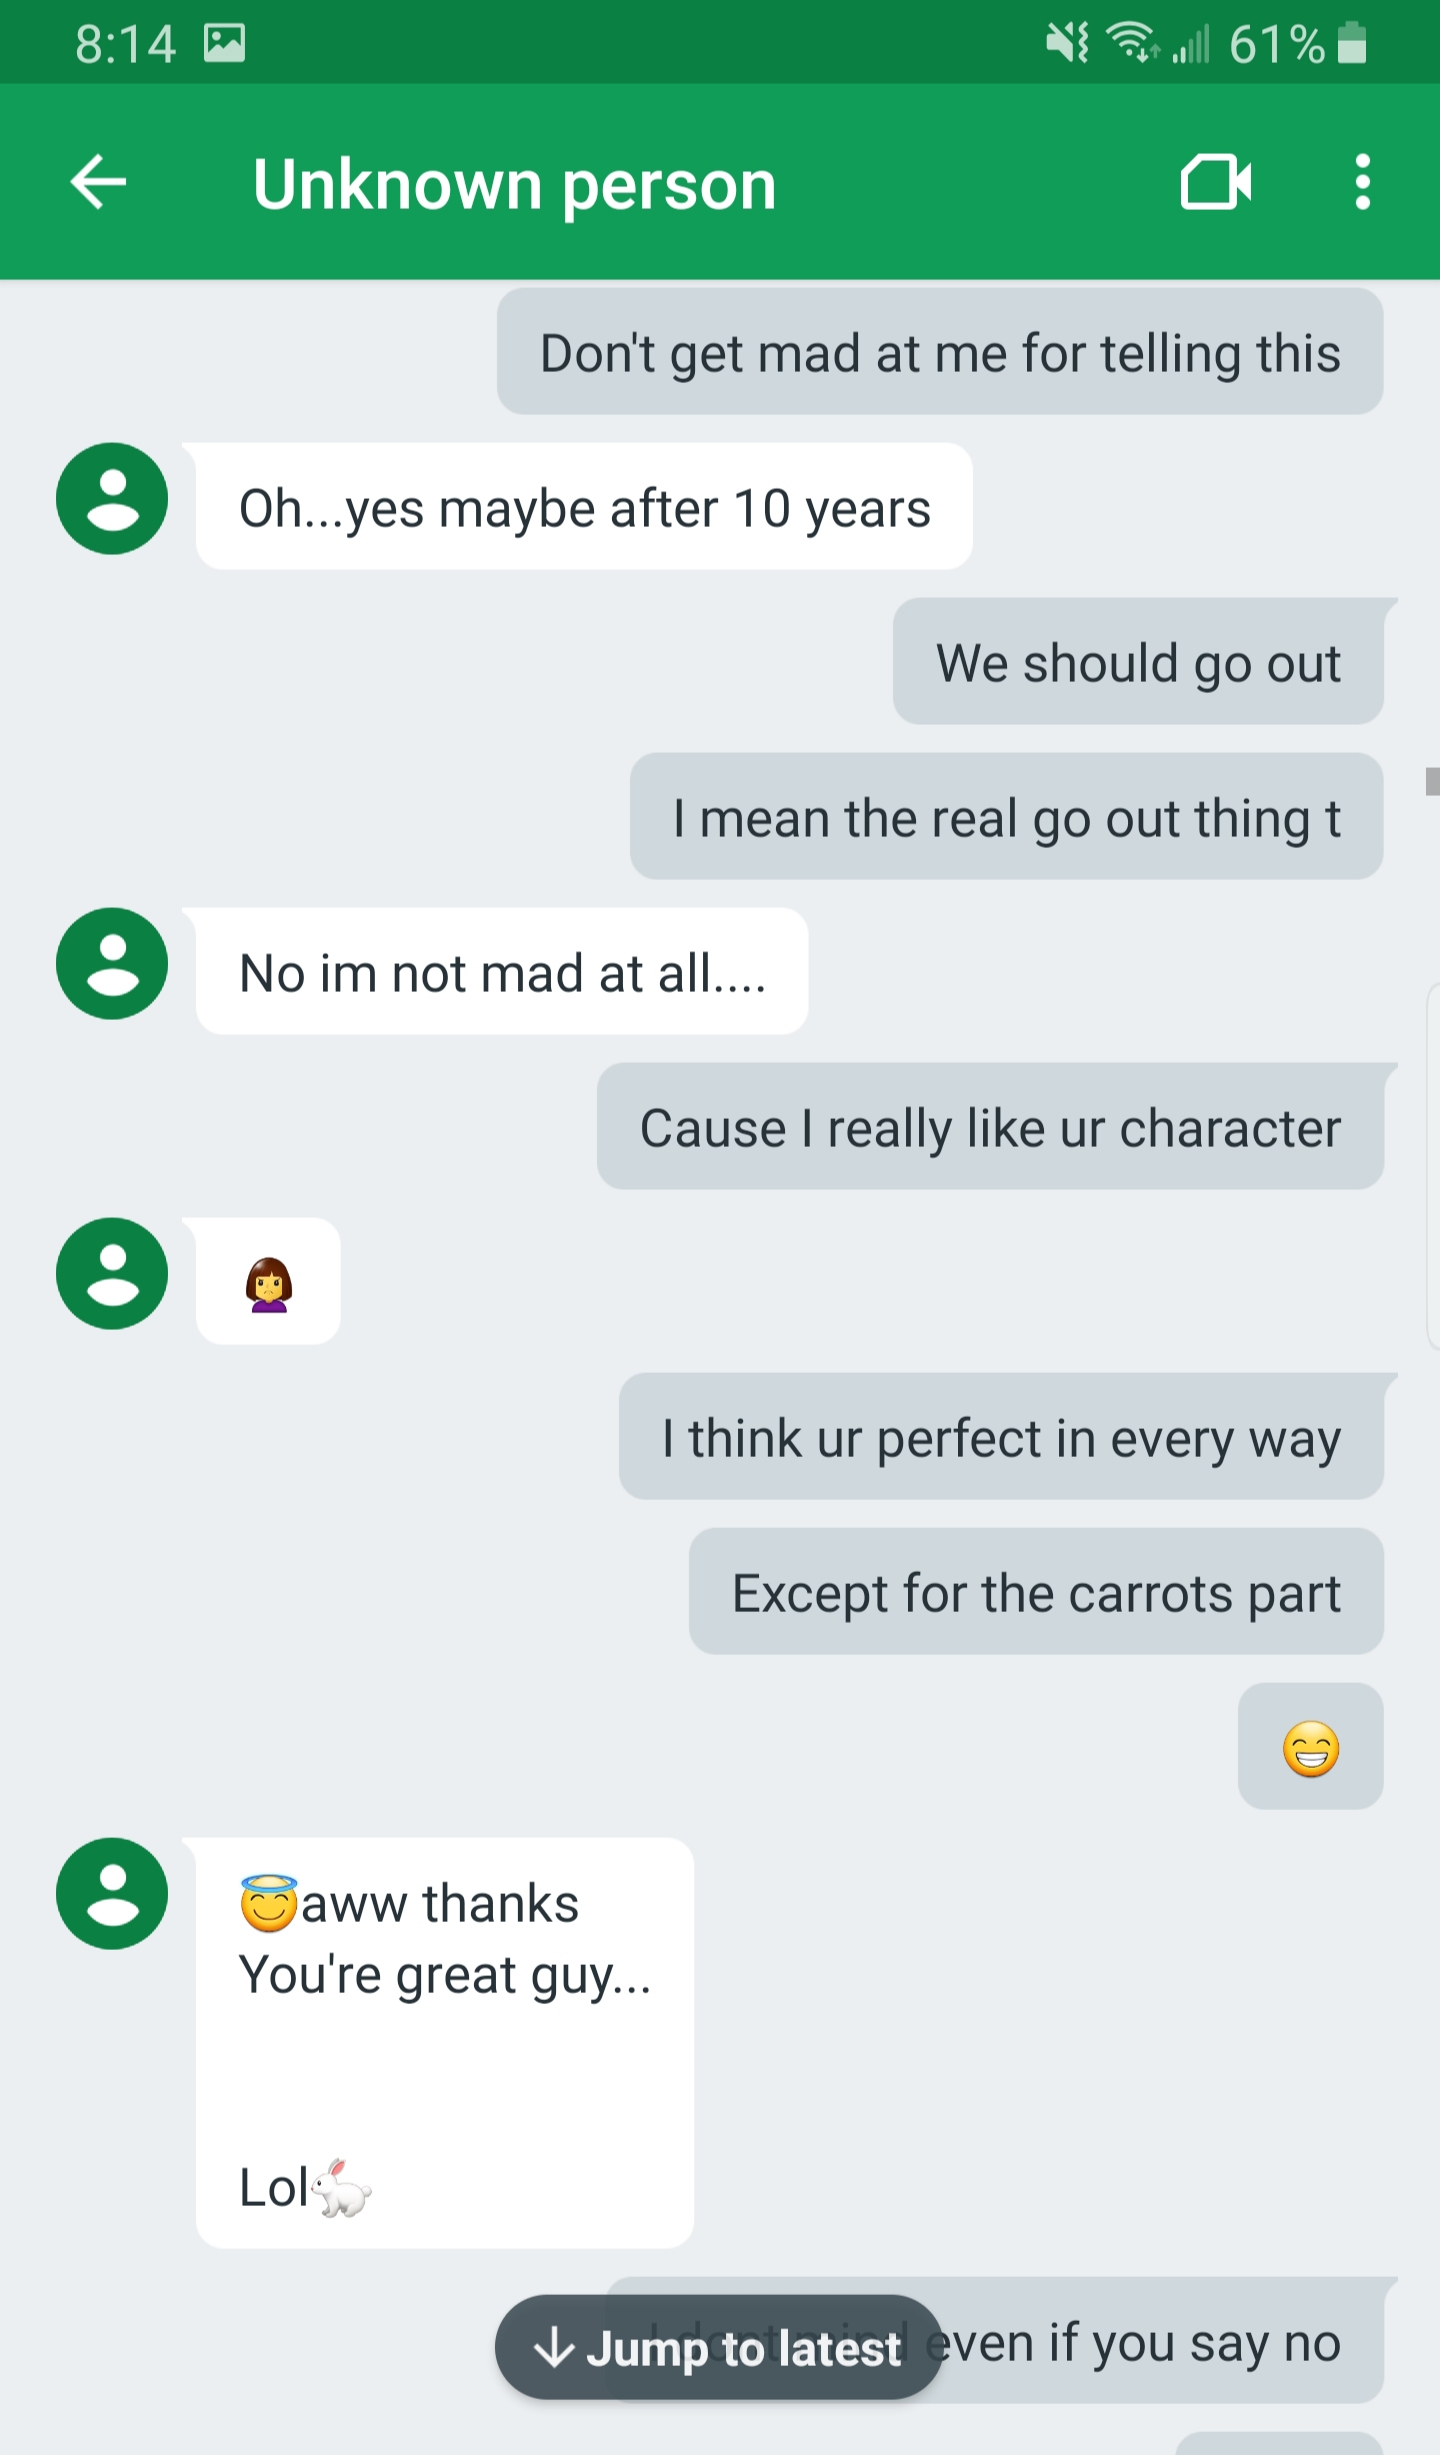 8:14
61%
Unknown person
Don't get mad at me for telling this
Oh...yes maybe after 10 years
We should go out
I mean the real go out thing t
No im not mad at all....
Cause I really like ur character
🙎‍♀️
I think ur perfect in every way
Except for the carrots part
😁
😇aww thanks
You're great guy...
Lol🐇
I dont mind even if you say no
Jump to latest